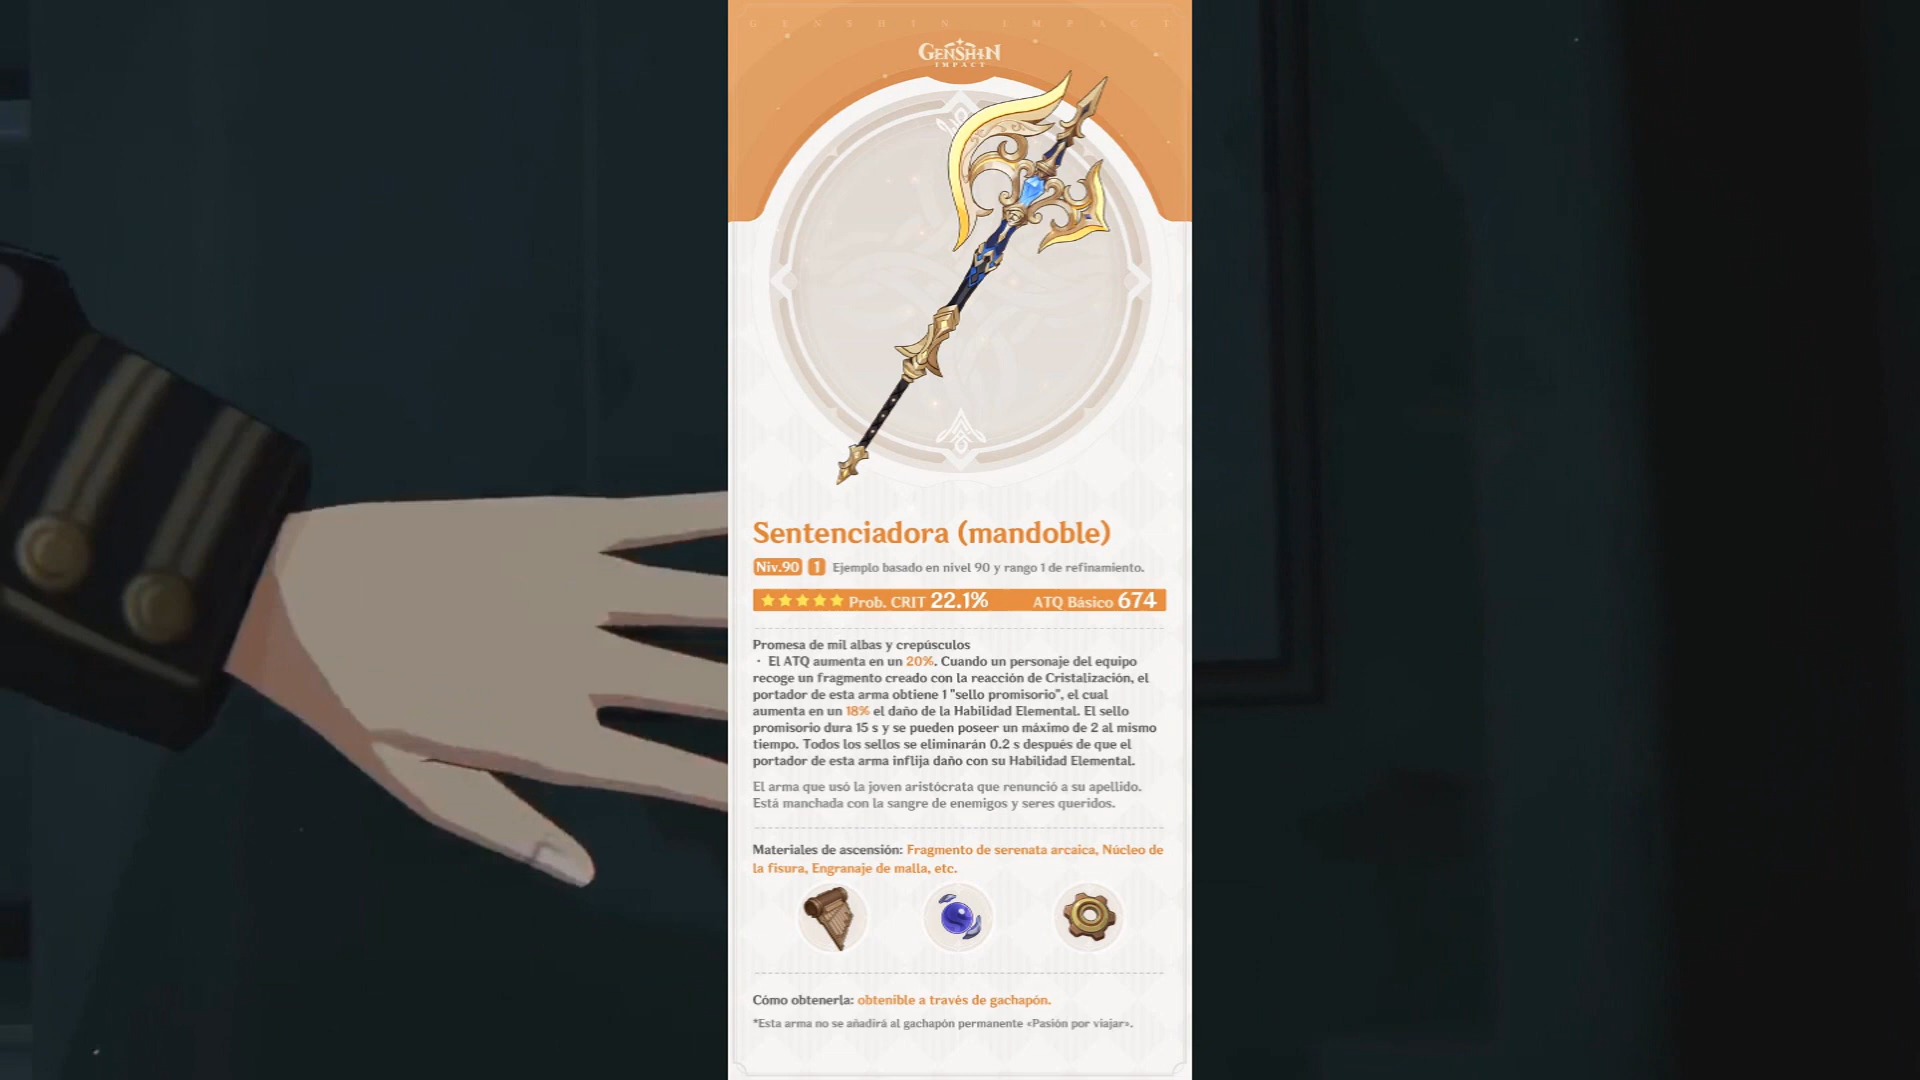 GENSHIN IMPACT
GENSHIN
IMPACT
Sentenciadora (mandoble)
Niv.90 1 Ejemplo basado en nivel 90 y rango 1 de refinamiento.
★★★★★ Prob. CRIT 22.1% ATQ Básico 674
Promesa de mil albas y crepúsculos
· El ATQ aumenta en un 20%. Cuando un personaje del equipo
recoge un fragmento creado con la reacción de Cristalización, el
portador de esta arma obtiene 1 "sello promisorio", el cual
aumenta en un 18% el daño de la Habilidad Elemental. El sello
promisorio dura 15 s y se pueden poseer un máximo de 2 al mismo
tiempo. Todos los sellos se eliminarán 0.2 s después de que el
portador de esta arma inflija daño con su Habilidad Elemental.
El arma que usó la joven aristócrata que renunció a su apellido.
Está manchada con la sangre de enemigos y seres queridos.
Materiales de ascensión: Fragmento de serenata arcaica, Núcleo de
la fisura, Engranaje de malla, etc.
Cómo obtenerla: obtenible a través de gachapón.
*Esta arma no se añadirá al gachapón permanente «Pasión por viajar».